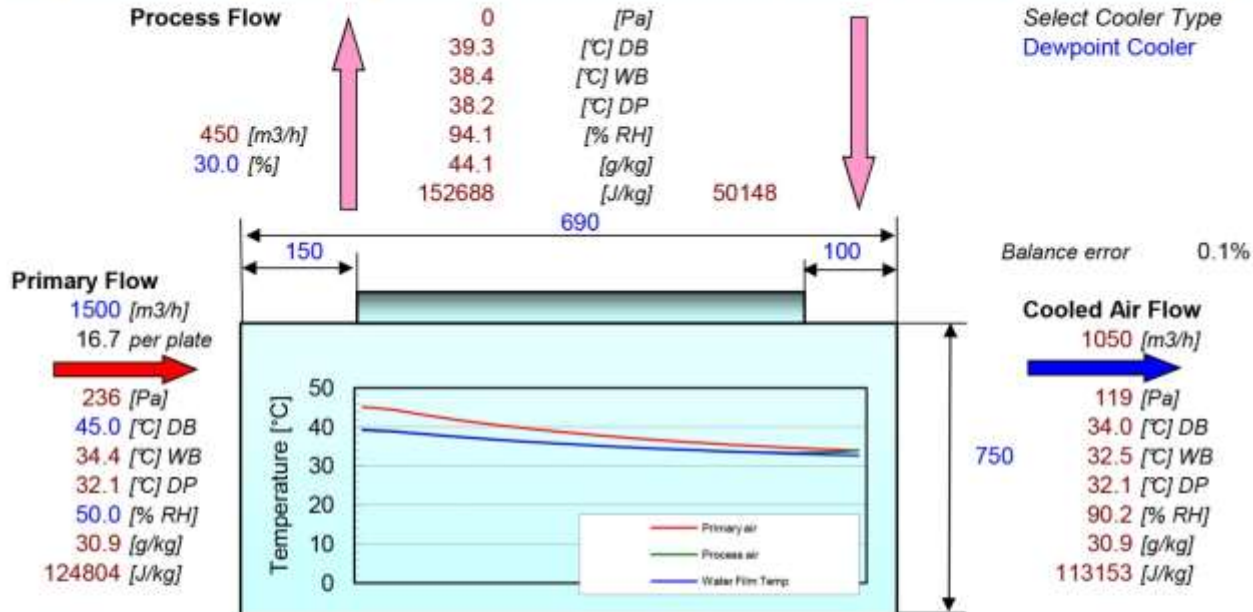 Process Flow
0 [Pa]
39.3 [°C] DB
38.4 [°C] WB
38.2 [°C] DP
450 [m3/h] 94.1 [% RH]
30.0 [%] 44.1 [g/kg]
152688 [J/kg] 50148
Select Cooler Type
Dewpoint Cooler
690
150
100
Balance error 0.1%
Primary Flow
1500 [m3/h]
16.7 per plate
236 [Pa]
45.0 [°C] DB
34.4 [°C] WB
32.1 [°C] DP
50.0 [% RH]
30.9 [g/kg]
124804 [J/kg]
Temperature [°C]
50
40
30
20
10
0
Primary air
Process air
Water Film Temp
750
Cooled Air Flow
1050 [m3/h]
119 [Pa]
34.0 [°C] DB
32.5 [°C] WB
32.1 [°C] DP
90.2 [% RH]
30.9 [g/kg]
113153 [J/kg]